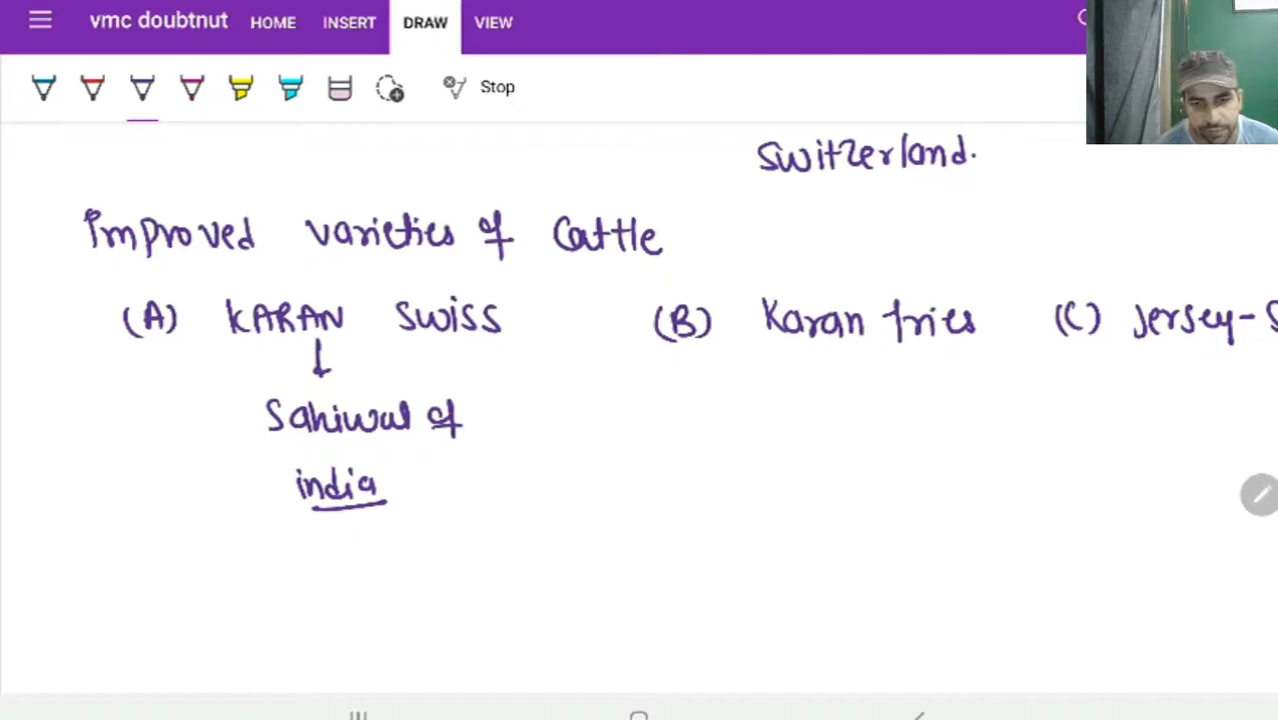 vmc doubtnut HOME INSERT DRAW VIEW
Stop
Switzerland.
Improved varieties of Cattle
(A) KARAN SWISS (B) Karan fries (C) Jersey-S
Sahiwal of
india